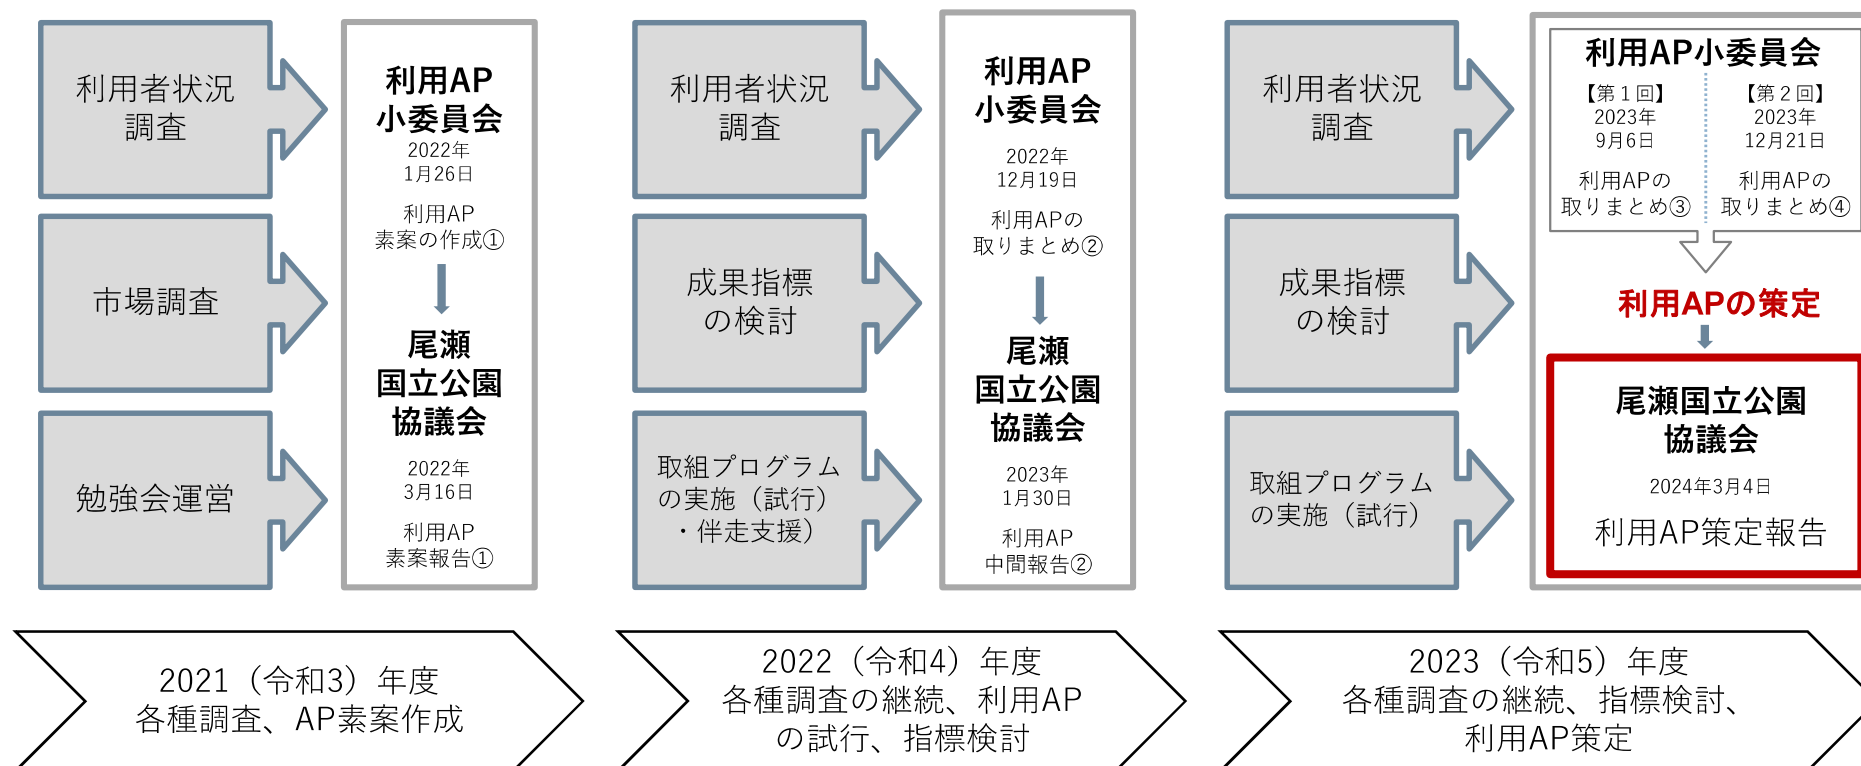 利用者状況
調査
市場調査
勉強会運営
利用AP
小委員会
2022年
1月26日
利用AP
素案の作成①
尾瀬
国立公園
協議会
2022年
3月16日
利用AP
素案報告①
2021（令和3）年度
各種調査、AP素案作成
利用者状況
調査
成果指標
の検討
取組プログラム
の実施（試行）
・伴走支援）
利用AP
小委員会
2022年
12月19日
利用APの
取りまとめ②
尾瀬
国立公園
協議会
2023年
1月30日
利用AP
中間報告②
2022（令和4）年度
各種調査の継続、利用AP
の試行、指標検討
利用者状況
調査
成果指標
の検討
取組プログラム
の実施（試行）
利用AP小委員会
【第１回】
2023年
9月6日
利用APの
取りまとめ③
【第２回】
2023年
12月21日
利用APの
取りまとめ④
利用APの策定
尾瀬国立公園
協議会
2024年3月4日
利用AP策定報告
2023（令和5）年度
各種調査の継続、指標検討、
利用AP策定